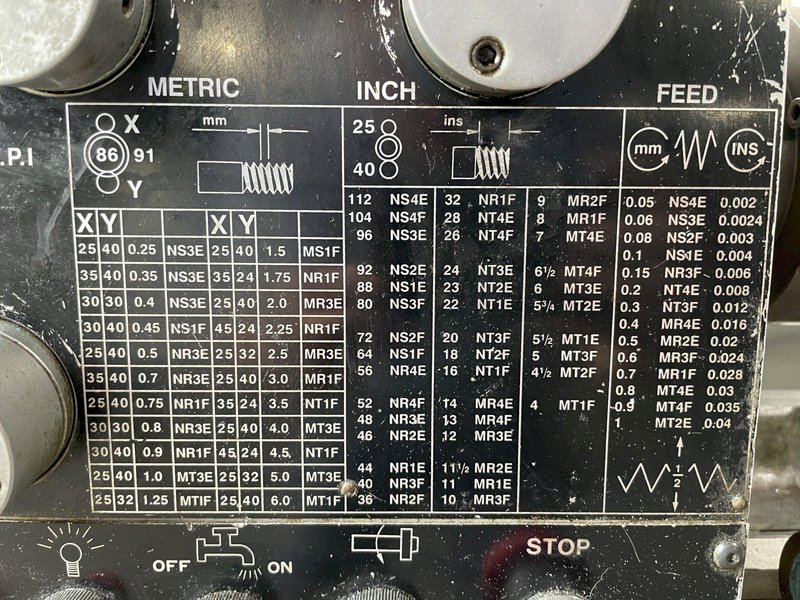 METRIC INCH FEED
.P.I
X
86 91
Y
mm
25
40
ins
mm INS
X Y X Y
25 40 0.25 NS3E 25 40 1.5 MS1F
35 40 0.35 NS3E 35 24 1.75 NR1F
30 30 0.4 NS3E 25 40 2.0 MR3E
30 40 0.45 NS1F 45 24 2.25 NR1F
25 40 0.5 NR3E 25 32 2.5 MR3E
35 40 0.7 NR3E 25 40 3.0 MR1F
25 40 0.75 NR1F 35 24 3.5 NT1F
30 30 0.8 NR3E 25 40 4.0 MT3E
30 40 0.9 NR1F 45 24 4.5 NT1F
25 40 1.0 MT3E 25 32 5.0 MT3E
25 32 1.25 MT1F 25 40 6.0 MT1F
112 NS4E 32 NR1F 9 MR2F
104 NS4F 28 NT4E 8 MR1F
96 NS3E 26 NT4F 7 MT4E
92 NS2E 24 NT3E 6½ MT4F
88 NS1E 23 NT2E 6 MT3E
80 NS3F 22 NT1E 5¾ MT2E
72 NS2F 20 NT3F 5½ MT1E
64 NS1F 18 NT2F 5 MT3F
56 NR4E 16 NT1F 4½ MT2F
52 NR4F 14 MR4E 4 MT1F
48 NR3E 13 MR4F
46 NR2E 12 MR3E
44 NR1E 11½ MR2E
40 NR3F 11 MR1E
36 NR2F 10 MR3F
0.05 NS4E 0.002
0.06 NS3E 0.0024
0.08 NS2F 0.003
0.1 NS1E 0.004
0.15 NR3F 0.006
0.2 NT4E 0.008
0.3 NT3F 0.012
0.4 MR4E 0.016
0.5 MR2E 0.02
0.6 MR3F 0.024
0.7 MR1F 0.028
0.8 MT4E 0.03
0.9 MT4F 0.035
1 MT2E 0.04
½
OFF ON STOP